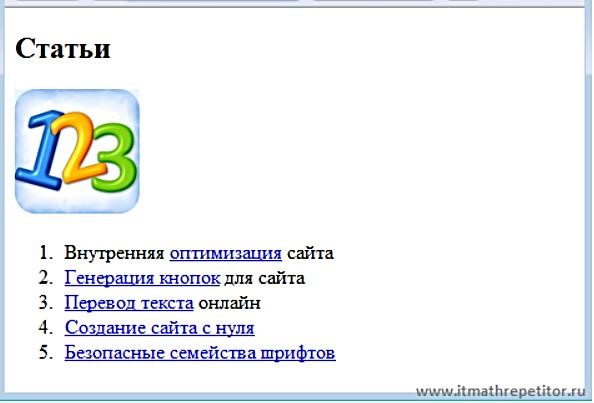 Статьи
123
1. Внутренняя оптимизация сайта
2. Генерация кнопок для сайта
3. Перевод текста онлайн
4. Создание сайта с нуля
5. Безопасные семейства шрифтов
www.itmathrepetitor.ru